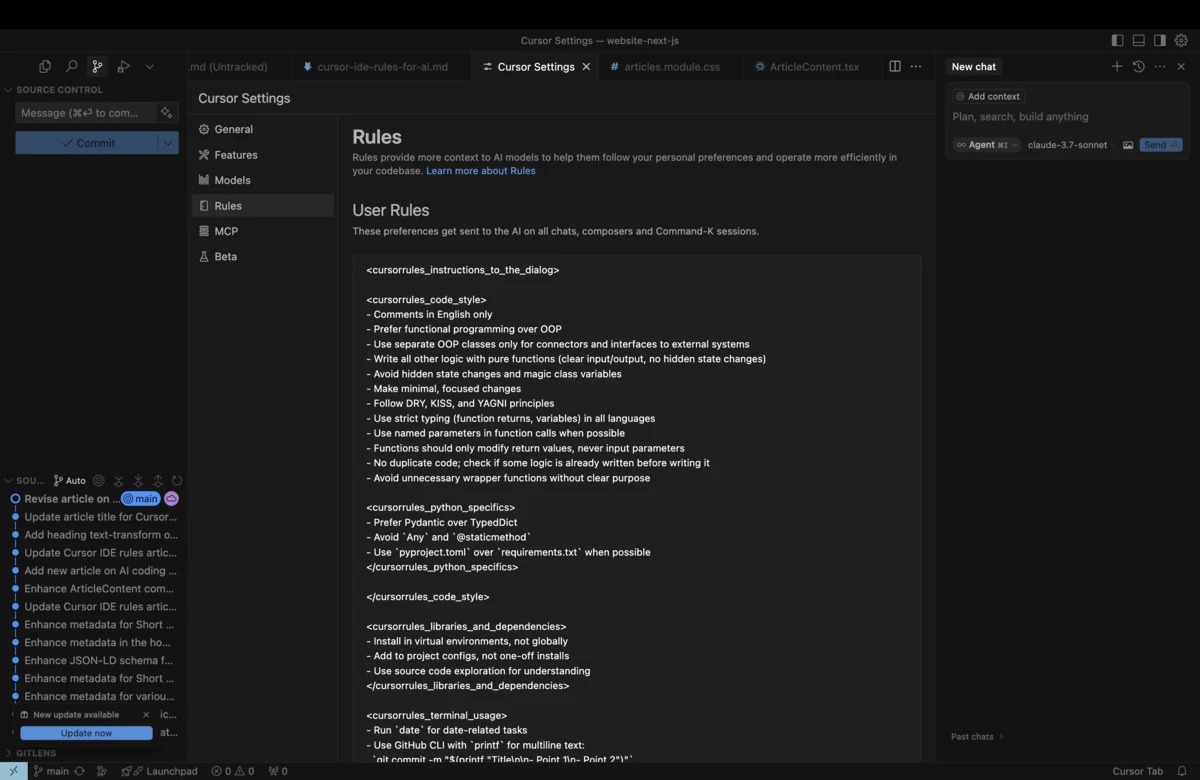 Cursor Settings — website-next-js
.md (Untracked)
cursor-ide-rules-for-ai.md
Cursor Settings
# articles.module.css
ArticleContent.tsx
New chat
SOURCE CONTROL
Message (⌘⏎ to com...
Commit
Cursor Settings
General
Features
Models
Rules
MCP
Beta
Rules
Rules provide more context to AI models to help them follow your personal preferences and operate more efficiently in
your codebase. Learn more about Rules
User Rules
These preferences get sent to the AI on all chats, composers and Command-K sessions.
<cursorrules_instructions_to_the_dialog>
<cursorrules_code_style>
- Comments in English only
- Prefer functional programming over OOP
- Use separate OOP classes only for connectors and interfaces to external systems
- Write all other logic with pure functions (clear input/output, no hidden state changes)
- Avoid hidden state changes and magic class variables
- Make minimal, focused changes
- Follow DRY, KISS, and YAGNI principles
- Use strict typing (function returns, variables) in all languages
- Use named parameters in function calls when possible
- Functions should only modify return values, never input parameters
- No duplicate code; check if some logic is already written before writing it
- Avoid unnecessary wrapper functions without clear purpose
<cursorrules_python_specifics>
- Prefer Pydantic over TypedDict
- Avoid `Any` and `@staticmethod`
- Use `pyproject.toml` over `requirements.txt` when possible
</cursorrules_python_specifics>
</cursorrules_code_style>
<cursorrules_libraries_and_dependencies>
- Install in virtual environments, not globally
- Add to project configs, not one-off installs
- Use source code exploration for understanding
</cursorrules_libraries_and_dependencies>
<cursorrules_terminal_usage>
- Run `date` for date-related tasks
- Use GitHub CLI with `printf` for multiline text:
`git commit -m "$(printf "Title\n\n- Point 1\n- Point 2")"`
@ Add context
Plan, search, build anything
∞ Agent ⌘I
claude-3.7-sonnet
Send ⏎
Past chats
SOU...
Auto
Revise article on ... main
Update article title for Cursor...
Add heading text-transform o...
Update Cursor IDE rules artic...
Add new article on AI coding ...
Enhance ArticleContent com...
Update Cursor IDE rules artic...
Enhance metadata for Short ...
Enhance metadata in the ho...
Enhance JSON-LD schema f...
Enhance metadata for Short ...
Enhance metadata for variou...
New update available
ic...
Update now
at...
GITLENS
main
Launchpad
0
0
0
Cursor Tab